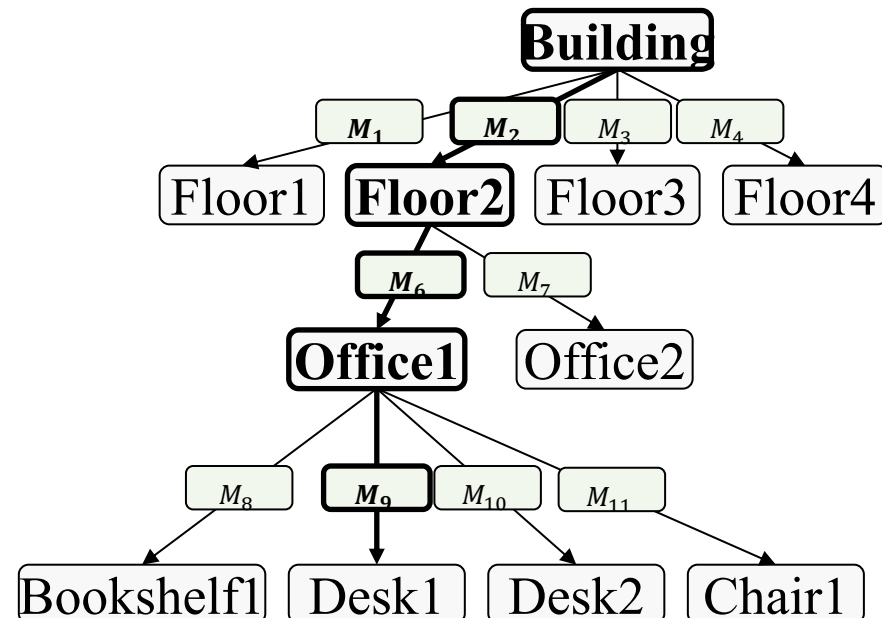 Building
M₁ M₂ M₃ M₄
Floor1 Floor2 Floor3 Floor4
M₆ M₇
Office1 Office2
M₈ M₉ M₁₀ M₁₁
Bookshelf1 Desk1 Desk2 Chair1